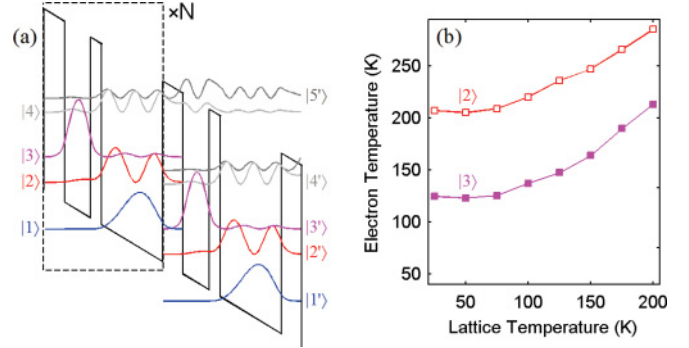 (a)
×N
|5'⟩
|4⟩
|3⟩
|2⟩
|4'⟩
|1⟩
|3'⟩
|2'⟩
|1'⟩
(b)
Electron Temperature (K)
250
200
150
100
50
|2⟩
|3⟩
50 100 150 200
Lattice Temperature (K)